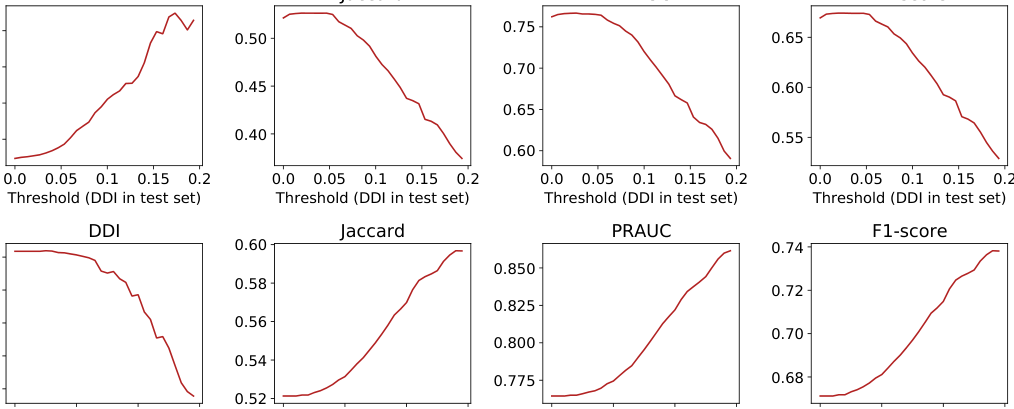 0.50 0.75 0.65
0.45 0.70 0.60
0.40 0.65 0.55
0.60
0.0 0.05 0.10 0.15 0.2 0.0 0.05 0.10 0.15 0.2 0.0 0.05 0.10 0.15 0.2 0.0 0.05 0.10 0.15 0.2
Threshold (DDI in test set) Threshold (DDI in test set) Threshold (DDI in test set) Threshold (DDI in test set)
DDI Jaccard PRAUC F1-score
0.60 0.850 0.74
0.58 0.825 0.72
0.56 0.800 0.70
0.54 0.775 0.68
0.52